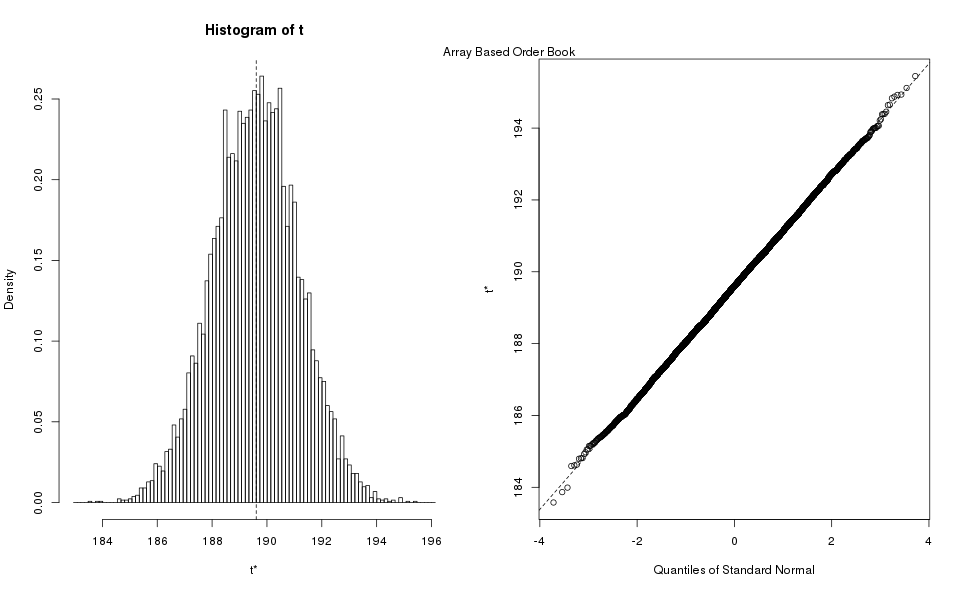 Histogram of t
Density
0.00
0.05
0.10
0.15
0.20
0.25
184 186 188 190 192 194 196
t*
Array Based Order Book
t*
184
186
188
190
192
194
-4 -2 0 2 4
Quantiles of Standard Normal